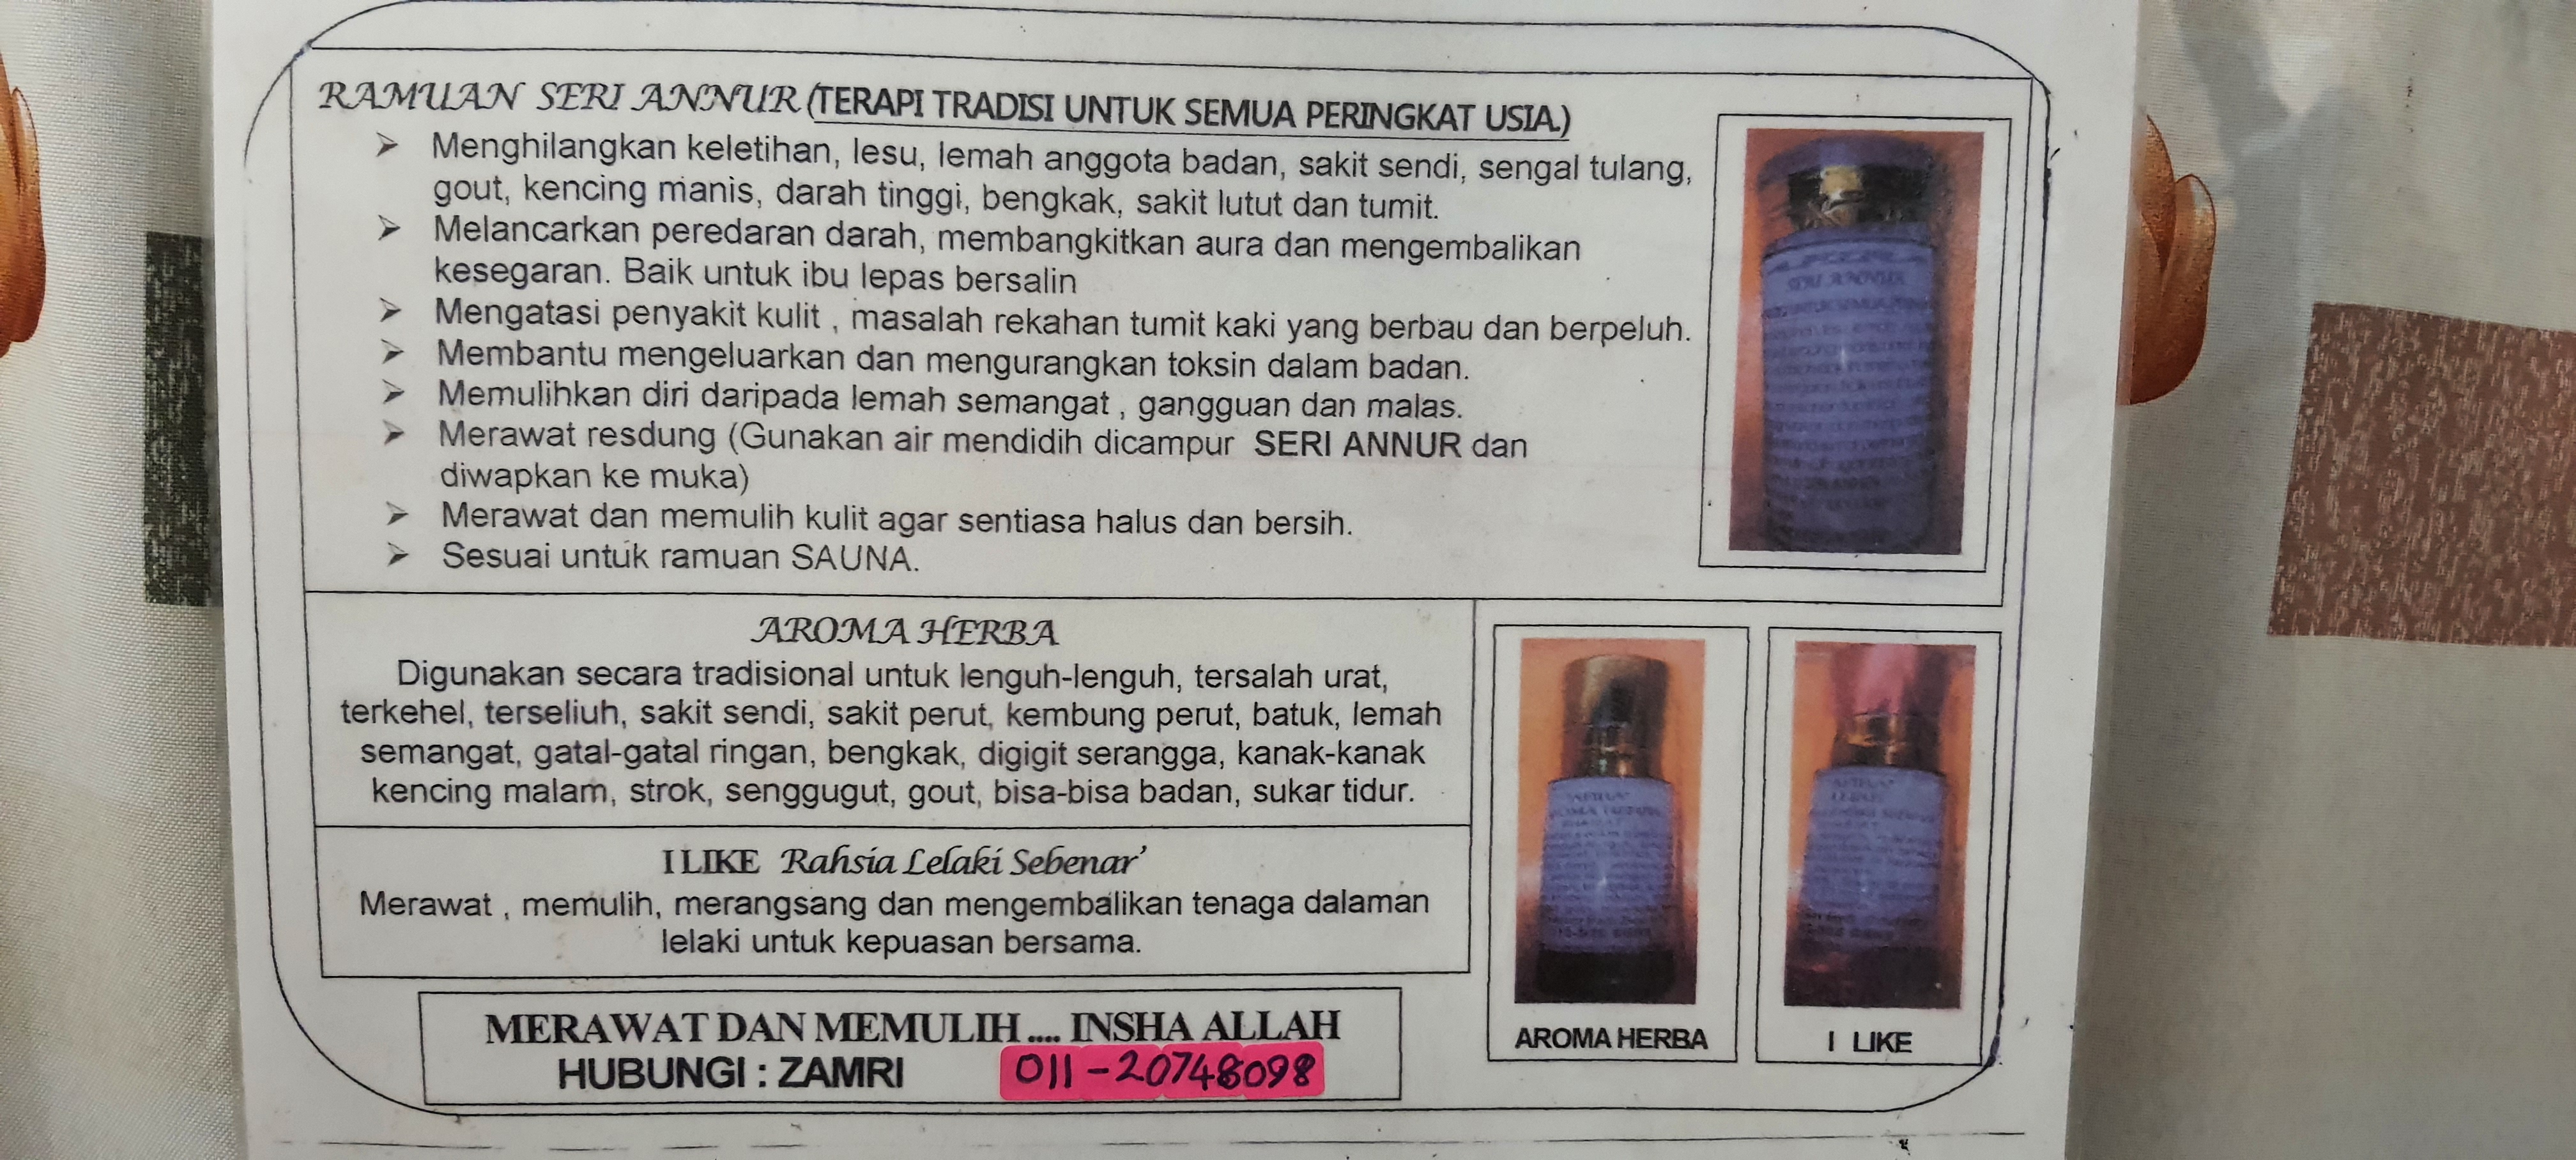 RAMUAN SERI ANNUR (TERAPI TRADISI UNTUK SEMUA PERINGKAT USIA.)
➢ Menghilangkan keletihan, lesu, lemah anggota badan, sakit sendi, sengal tulang,
gout, kencing manis, darah tinggi, bengkak, sakit lutut dan tumit.
➢ Melancarkan peredaran darah, membangkitkan aura dan mengembalikan
kesegaran. Baik untuk ibu lepas bersalin
➢ Mengatasi penyakit kulit , masalah rekahan tumit kaki yang berbau dan berpeluh.
➢ Membantu mengeluarkan dan mengurangkan toksin dalam badan.
➢ Memulihkan diri daripada lemah semangat , gangguan dan malas.
➢ Merawat resdung (Gunakan air mendidih dicampur SERI ANNUR dan
diwapkan ke muka)
➢ Merawat dan memulih kulit agar sentiasa halus dan bersih.
➢ Sesuai untuk ramuan SAUNA.
SERI ANNUR
AROMA HERBA
Digunakan secara tradisional untuk lenguh-lenguh, tersalah urat,
terkehel, terseliuh, sakit sendi, sakit perut, kembung perut, batuk, lemah
semangat, gatal-gatal ringan, bengkak, digigit serangga, kanak-kanak
kencing malam, strok, senggugut, gout, bisa-bisa badan, sukar tidur.
I LIKE Rahsia Lelaki Sebenar’
Merawat , memulih, merangsang dan mengembalikan tenaga dalaman
lelaki untuk kepuasan bersama.
AROMA HERBA
I LIKE
MERAWAT DAN MEMULIH .... INSHA ALLAH
HUBUNGI : ZAMRI 011-20748098